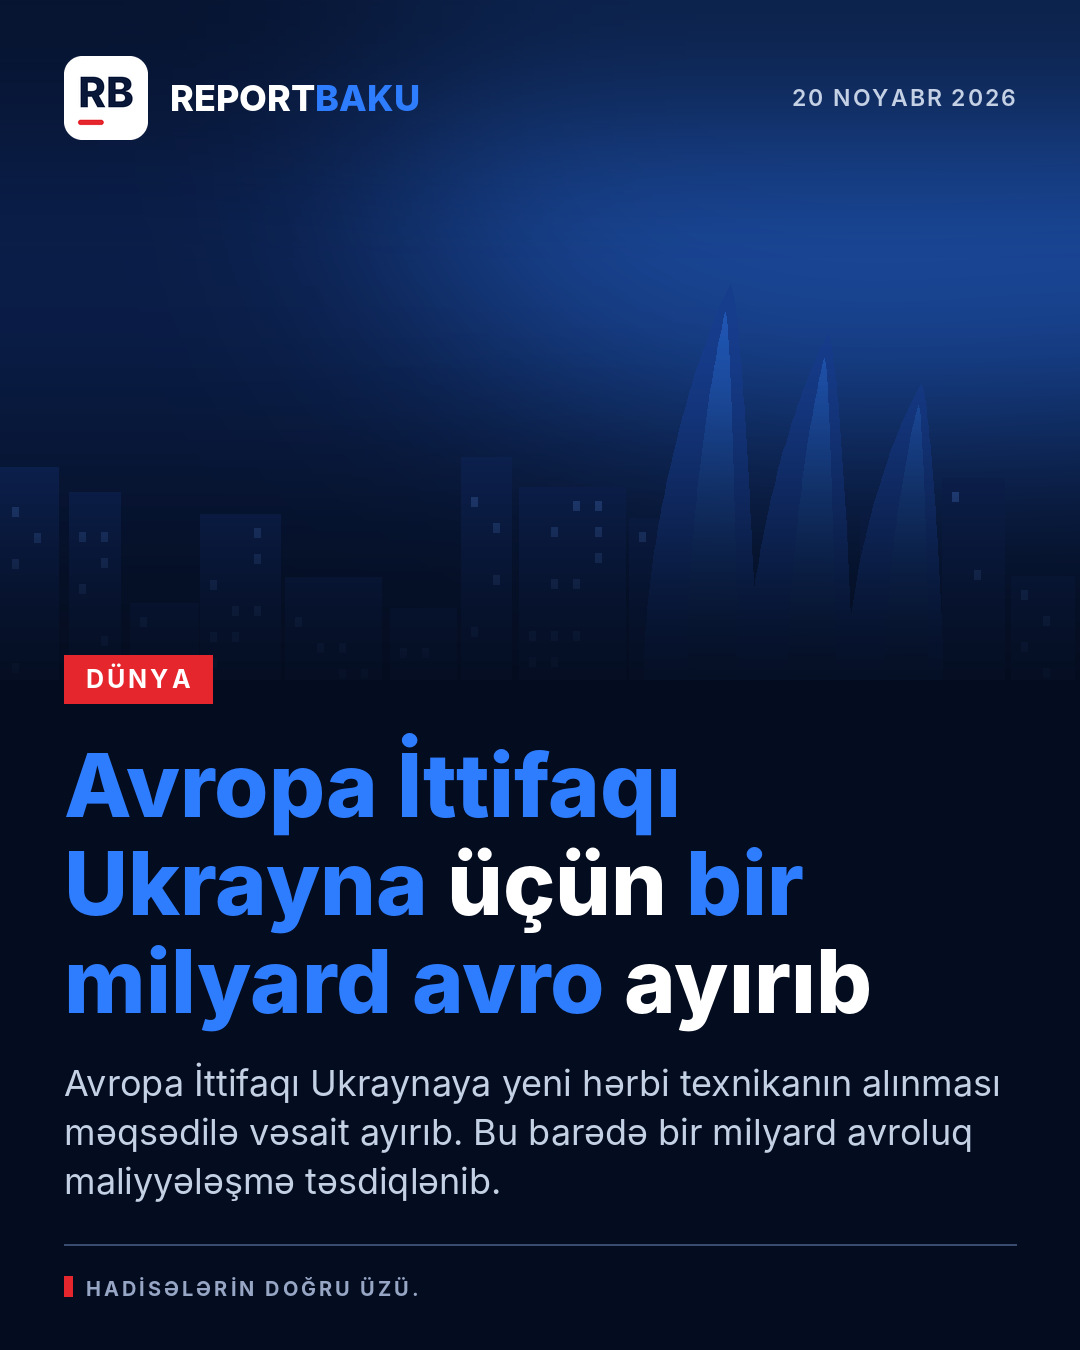 RB
REPORTBAKU
20 NOYABR 2026
DÜNYA
Avropa İttifaqı
Ukrayna üçün bir
milyard avro ayırıb
Avropa İttifaqı Ukraynaya yeni hərbi texnikanın alınması
məqsədilə vəsait ayırıb. Bu barədə bir milyard avroluq
maliyyələşmə təsdiqlənib.
HADİSƏLƏRİN DOĞRU ÜZÜ.